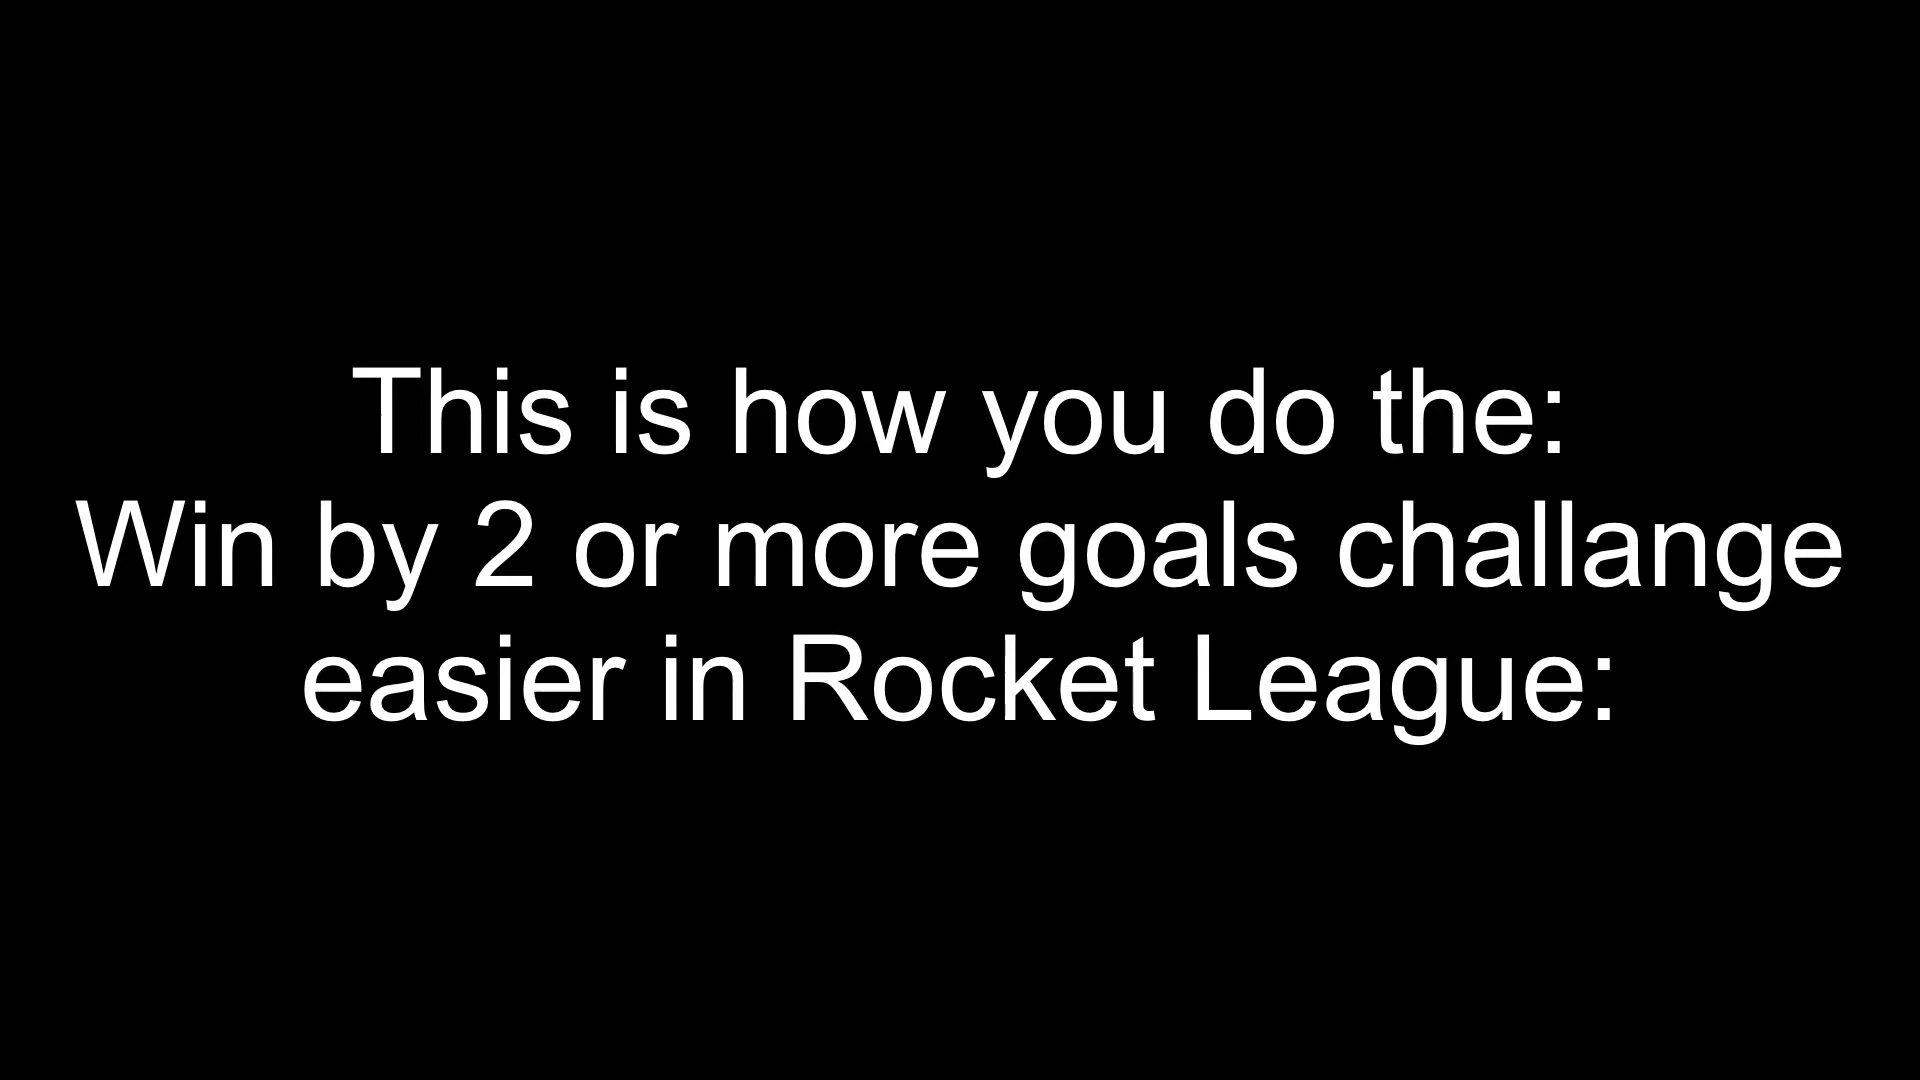 This is how you do the:
Win by 2 or more goals challange
easier in Rocket League: